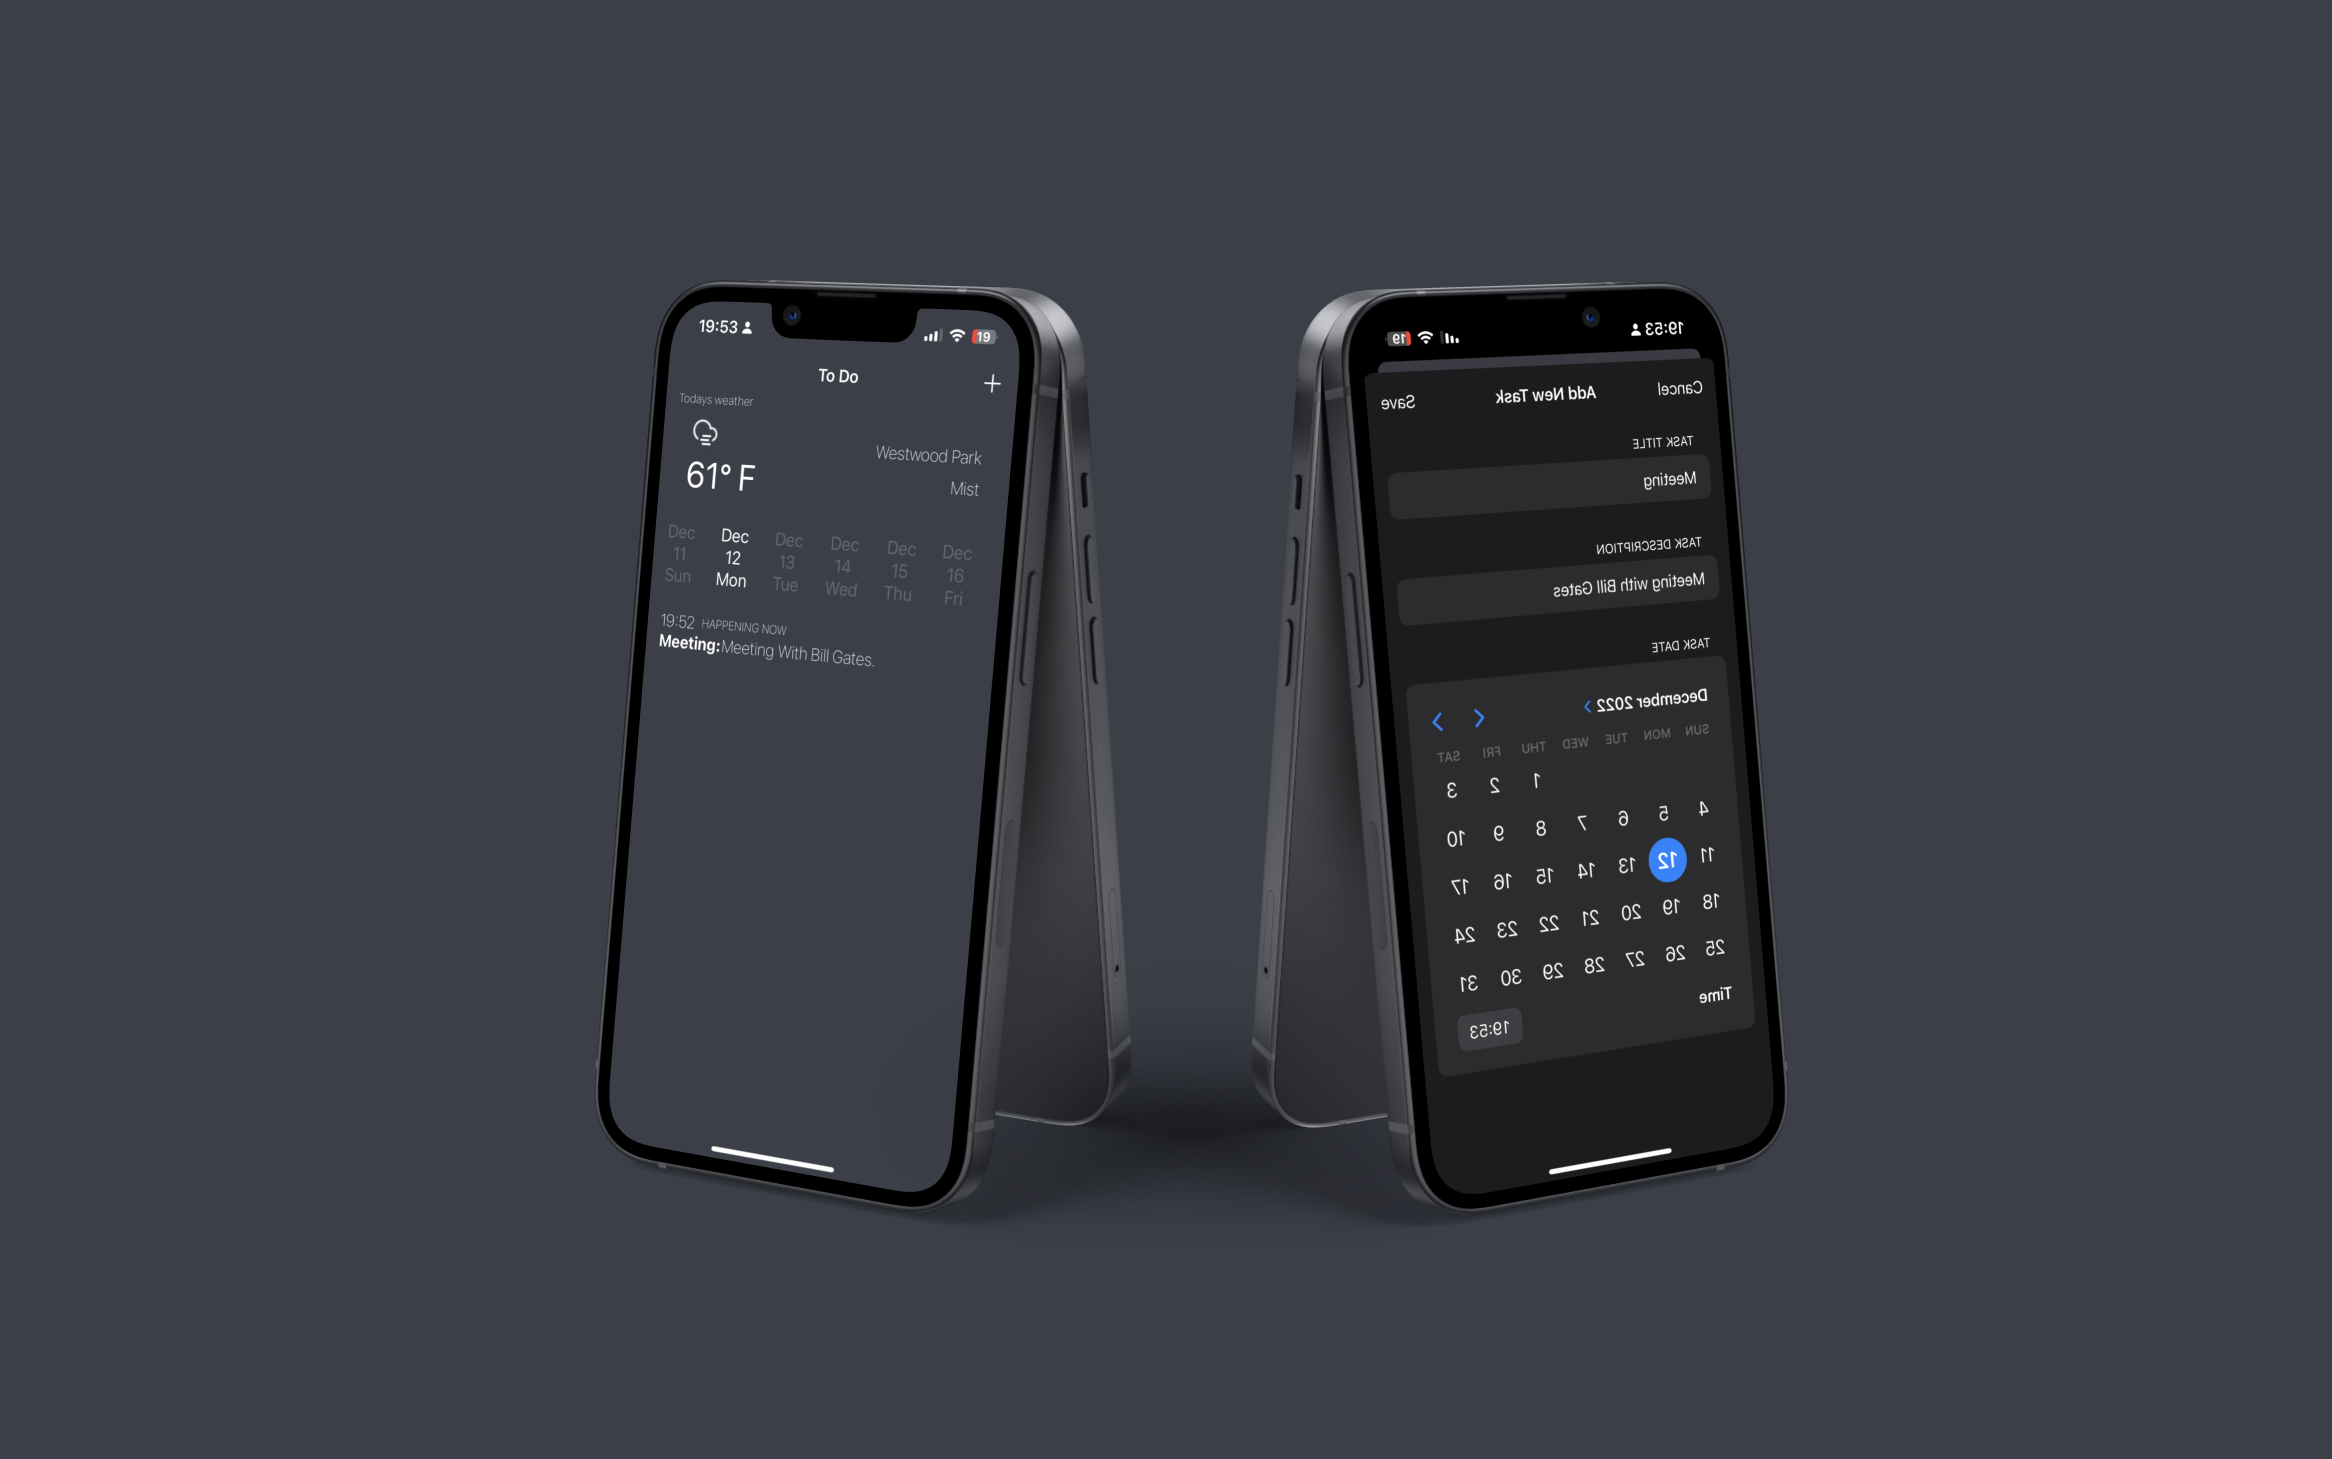 19:53
19
To Do
Todays weather
61° F
Westwood Park
Mist
Dec Dec Dec Dec Dec Dec
11 12 13 14 15 16
Sun Mon Tue Wed Thu Fri
19:52 HAPPENING NOW
Meeting: Meeting With Bill Gates.
19:53
19
Cancel Add New Task Save
TASK TITLE
Meeting
TASK DESCRIPTION
Meeting with Bill Gates
TASK DATE
December 2022
SUN MON TUE WED THU FRI SAT
1 2 3
4 5 6 7 8 9 10
11 12 13 14 15 16 17
18 19 20 21 22 23 24
25 26 27 28 29 30 31
Time 19:53